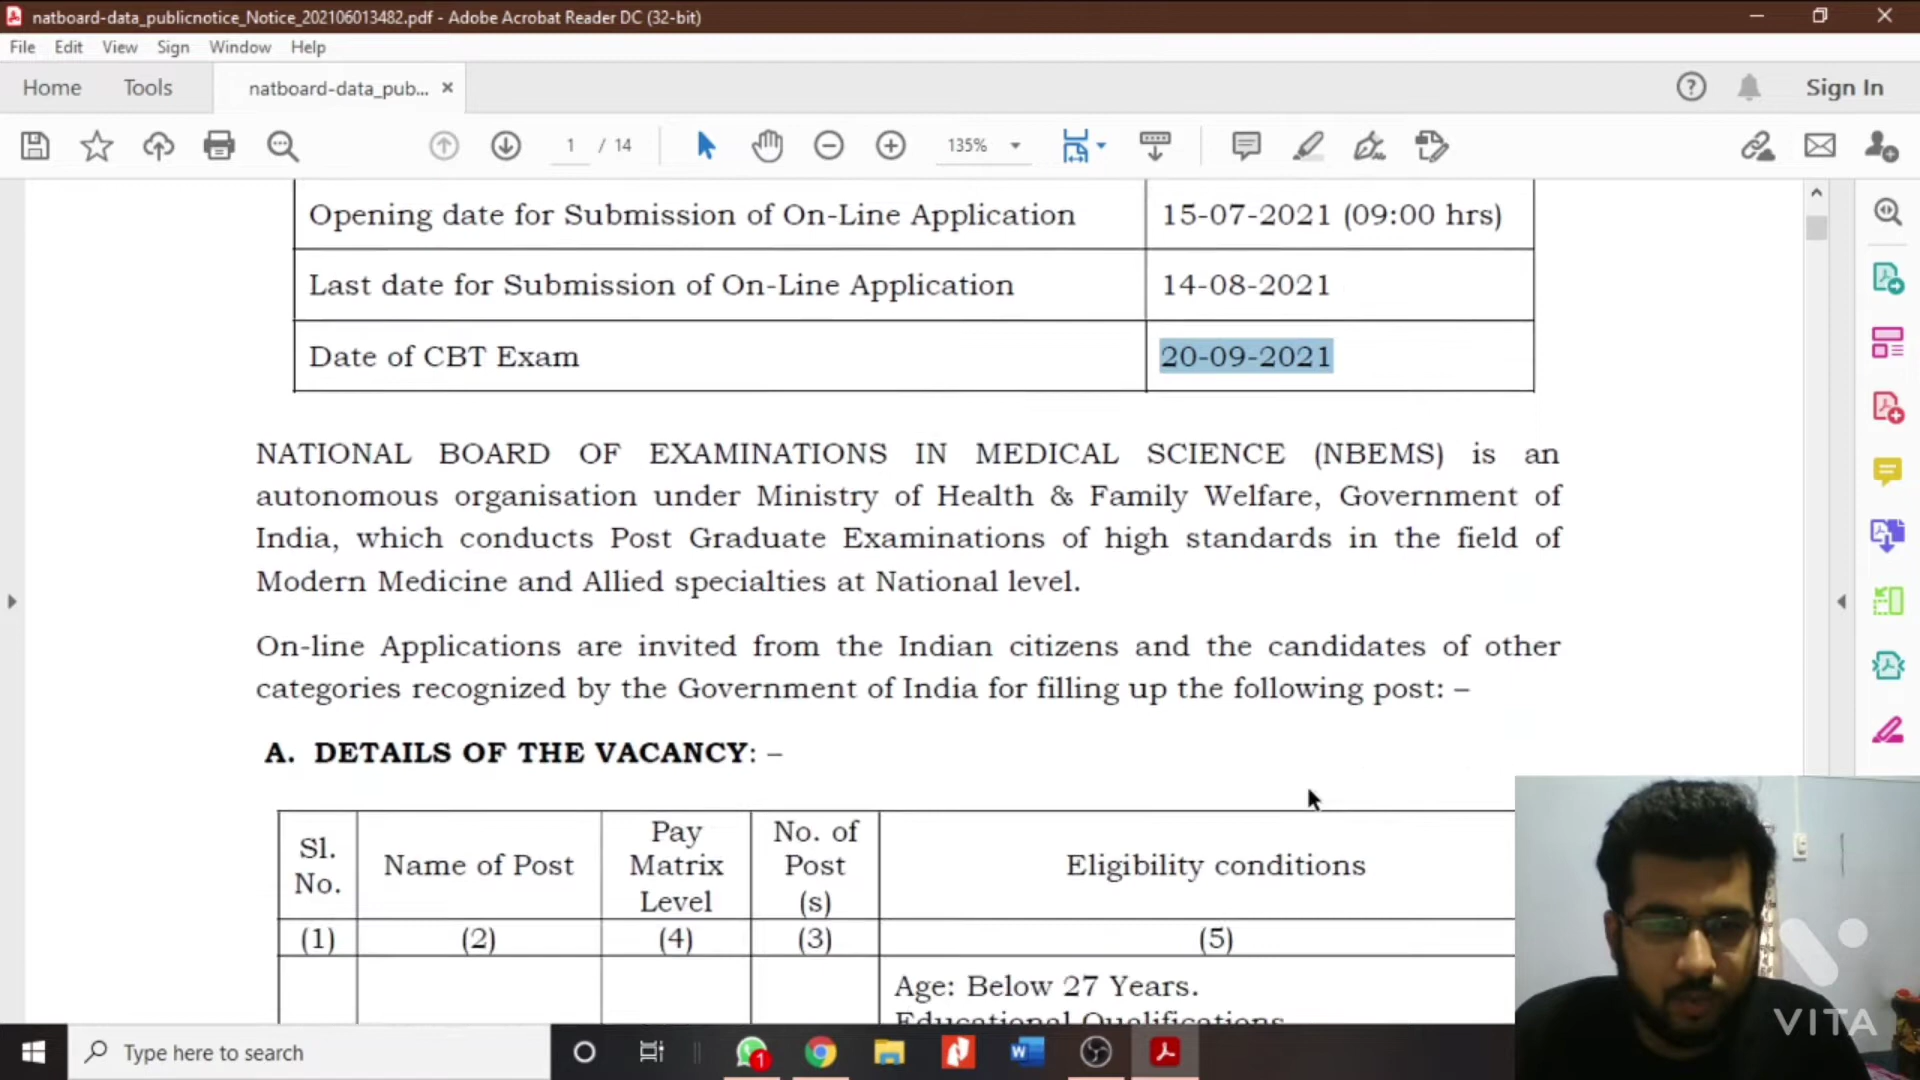 natboard-data_publicnotice_Notice_202106013482.pdf - Adobe Acrobat Reader DC (32-bit)
File Edit View Sign Window Help
Home Tools natboard-data_pub... × Sign In
1 / 14 135%
Opening date for Submission of On-Line Application 15-07-2021 (09:00 hrs)
Last date for Submission of On-Line Application 14-08-2021
Date of CBT Exam 20-09-2021
NATIONAL BOARD OF EXAMINATIONS IN MEDICAL SCIENCE (NBEMS) is an
autonomous organisation under Ministry of Health & Family Welfare, Government of
India, which conducts Post Graduate Examinations of high standards in the field of
Modern Medicine and Allied specialties at National level.
On-line Applications are invited from the Indian citizens and the candidates of other
categories recognized by the Government of India for filling up the following post: –
A. DETAILS OF THE VACANCY: –
Sl. No. Name of Post Pay Matrix Level No. of Post (s) Eligibility conditions
(1) (2) (4) (3) (5)
Age: Below 27 Years.
Educational Qualifications
VITA
Type here to search
1
W